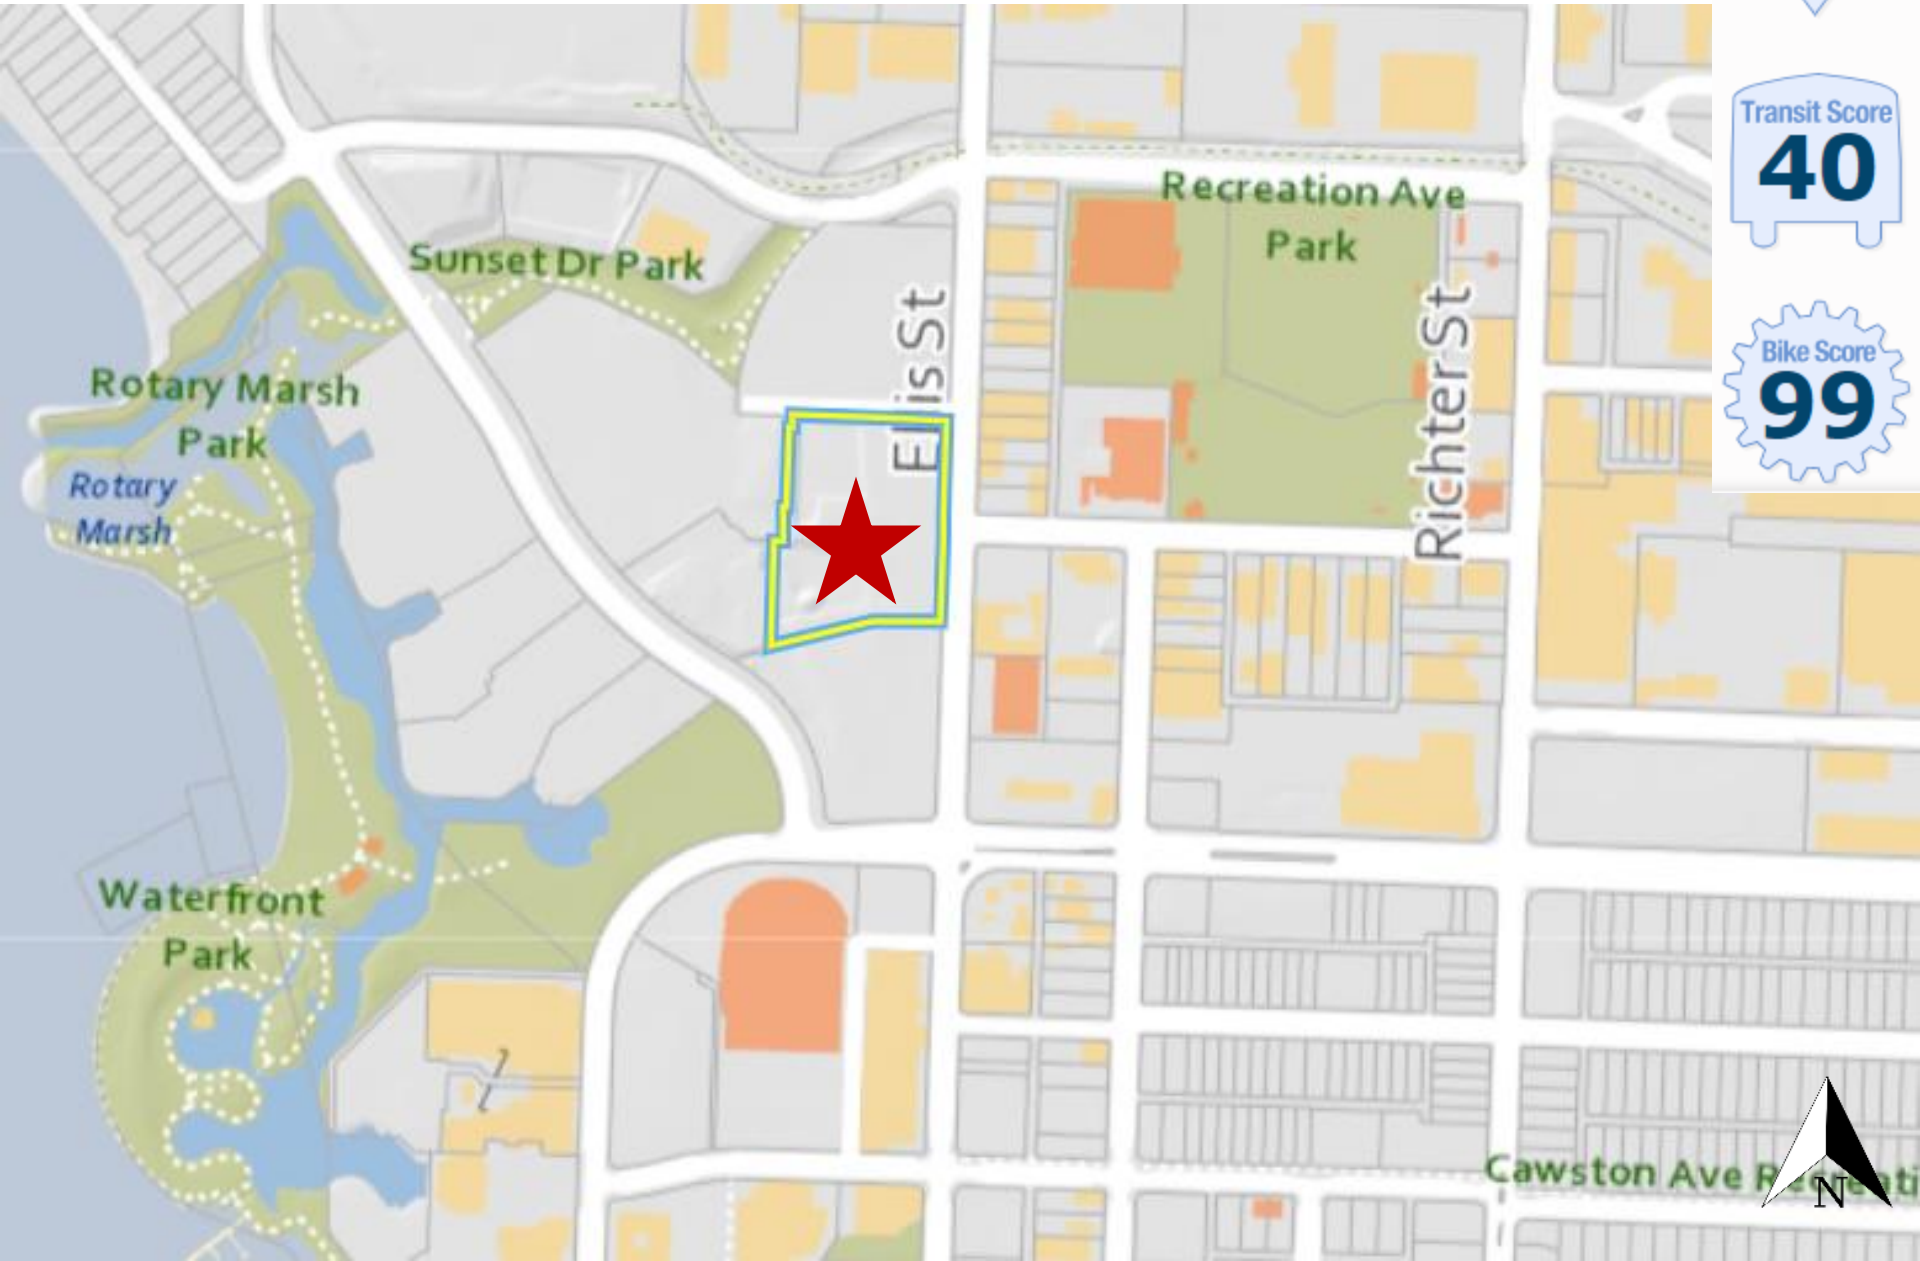 Transit Score
40
Recreation Ave
Park
Sunset Dr Park
Ellis St
Richter St
Bike Score
99
Rotary Marsh
Park
Rotary
Marsh
Waterfront
Park
Cawston Ave Recreati
N